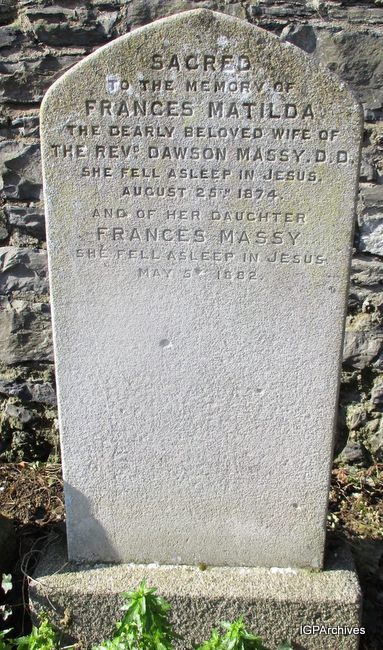 SACRED
TO THE MEMORY OF
FRANCES MATILDA
THE DEARLY BELOVED WIFE OF
THE REVD. DAWSON MASSY. D.D.
SHE FELL ASLEEP IN JESUS.
AUGUST 25TH 1874.
AND OF HER DAUGHTER
FRANCES MASSY
SHE FELL ASLEEP IN JESUS
MAY 5TH 1882.
IGPArchives